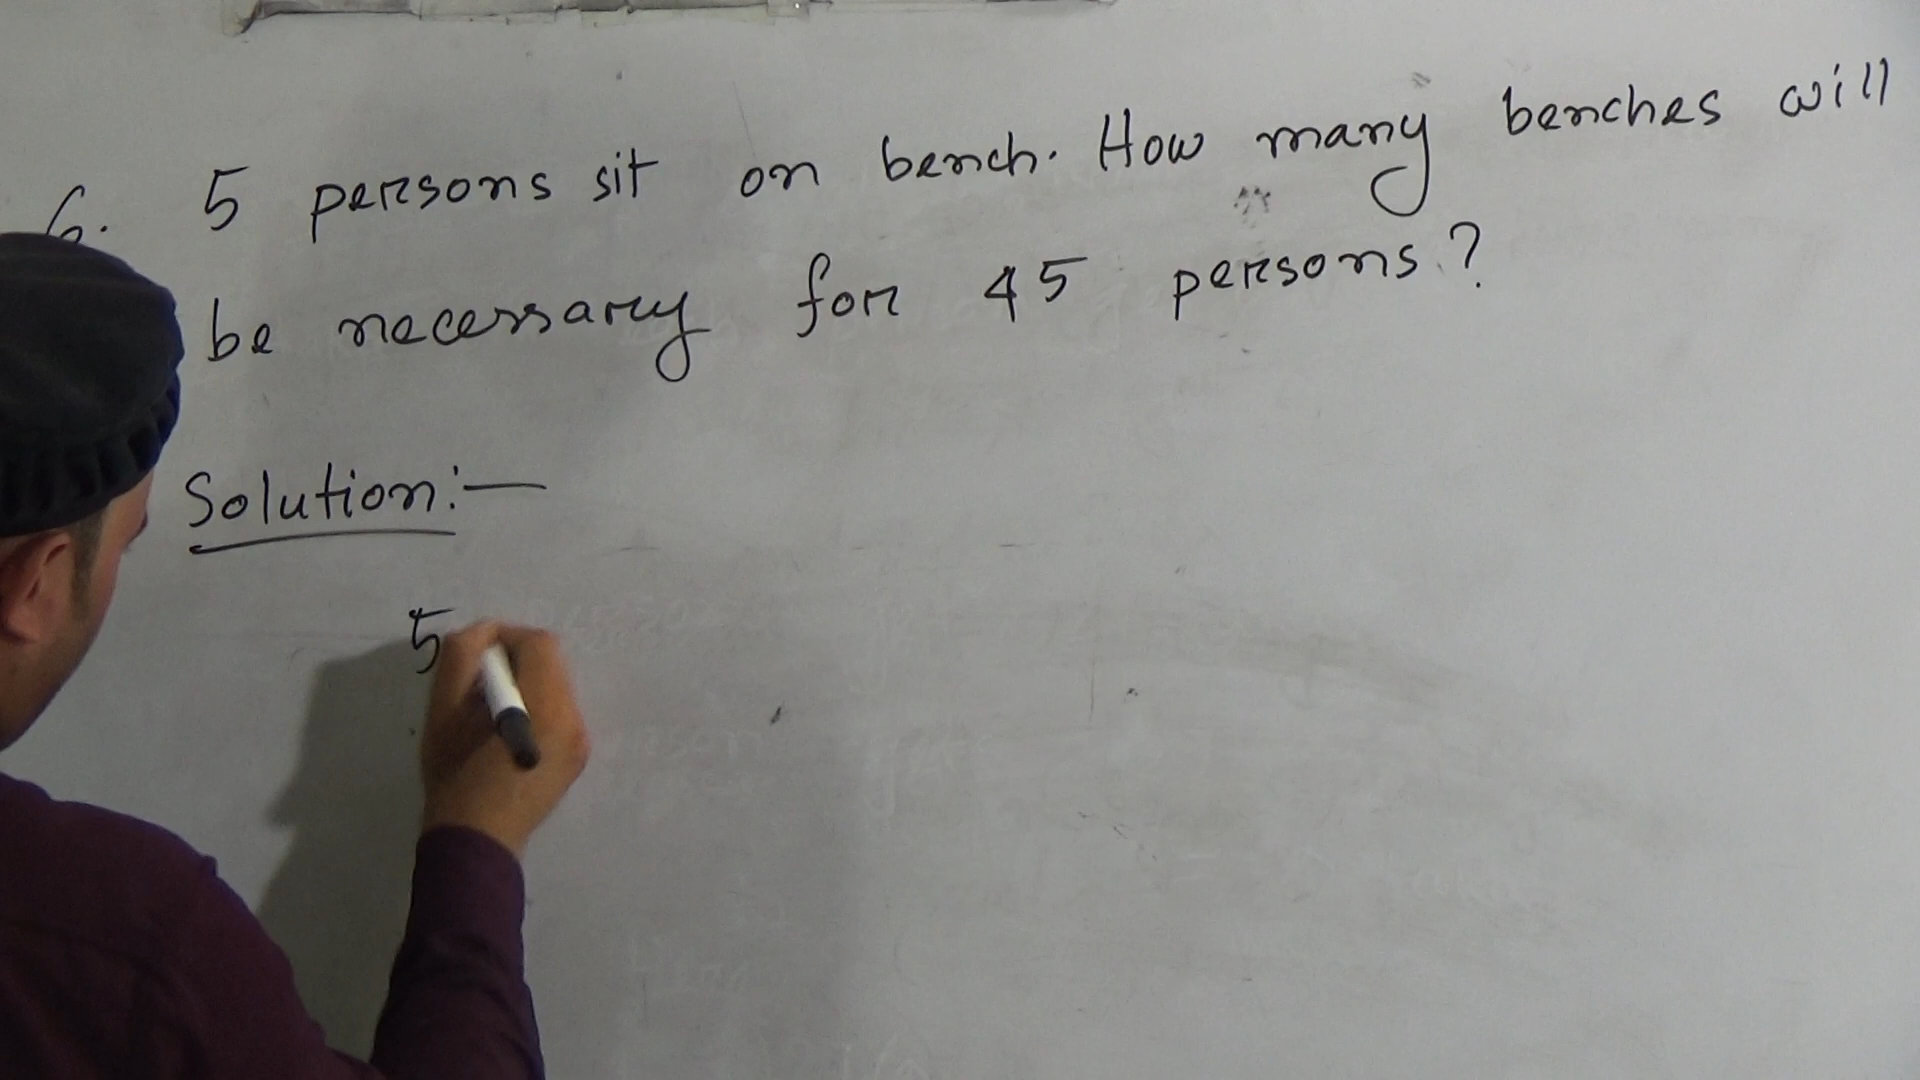 6. 5 persons sit on bench. How many benches will
be necessary for 45 persons?
Solution:—
5